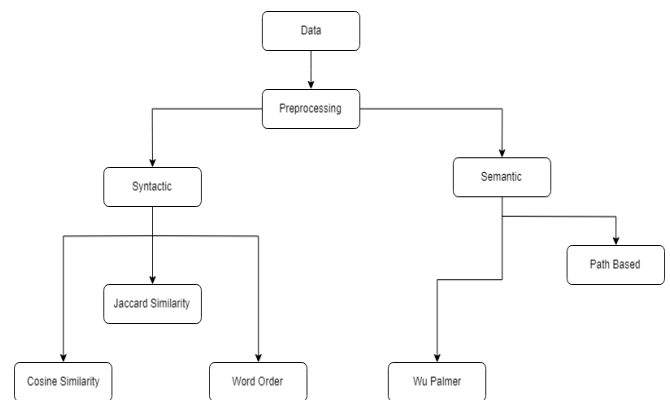 Data
Preprocessing
Syntactic
Semantic
Path Based
Jaccard Similarity
Cosine Similarity
Word Order
Wu Palmer